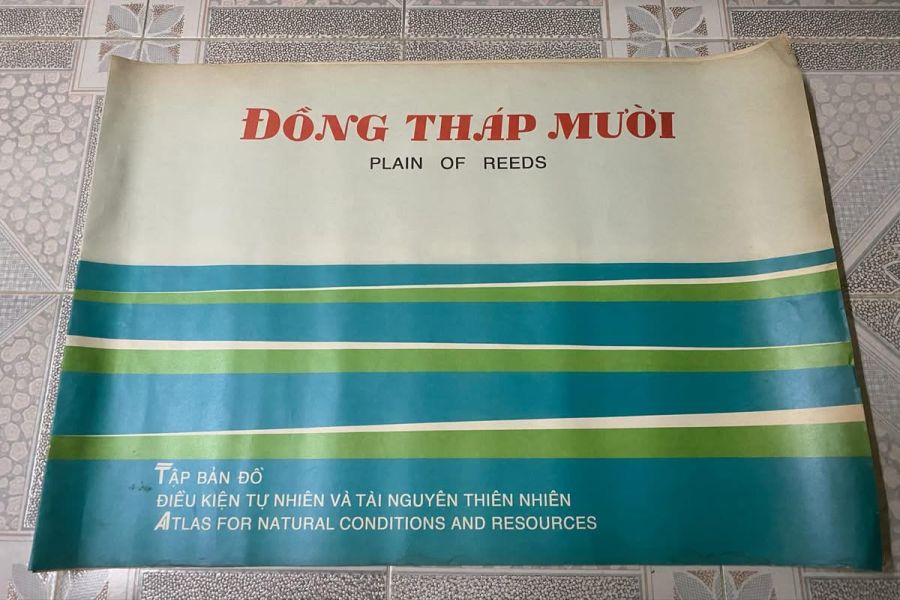 ĐỒNG THÁP MƯỜI
PLAIN OF REEDS
TẬP BẢN ĐỒ
ĐIỀU KIỆN TỰ NHIÊN VÀ TÀI NGUYÊN THIÊN NHIÊN
ATLAS FOR NATURAL CONDITIONS AND RESOURCES